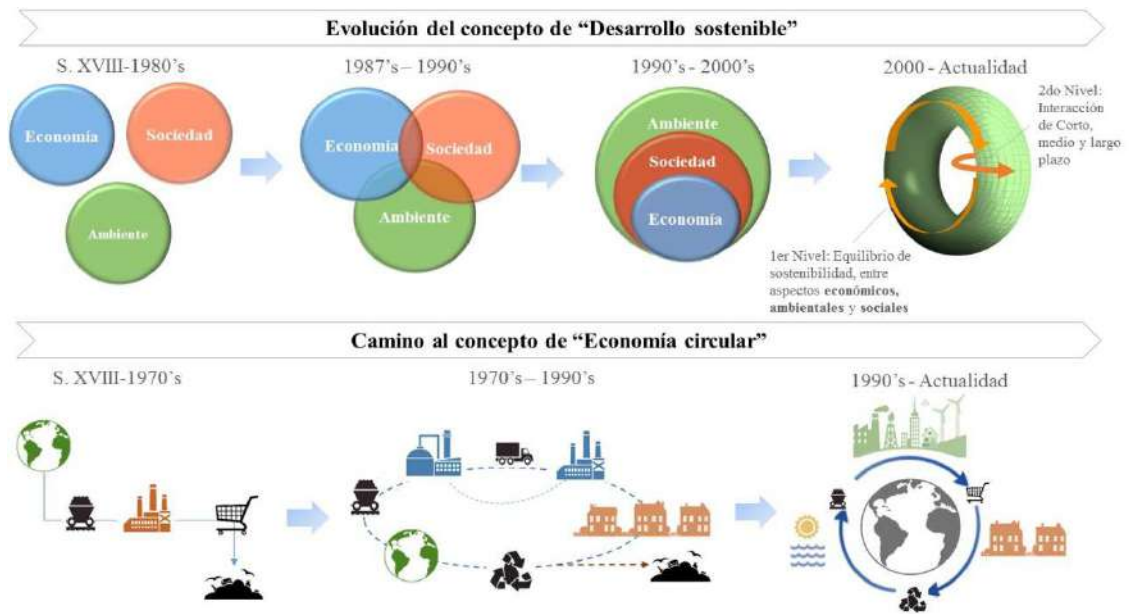 Evolución del concepto de “Desarrollo sostenible”
S. XVIII-1980’s
1987’s – 1990’s
1990’s - 2000’s
2000 - Actualidad
Economía
Sociedad
Ambiente
Economía
Sociedad
Ambiente
Ambiente
Sociedad
Economía
2do Nivel:
Interacción
de Corto,
medio y largo
plazo
1er Nivel: Equilibrio de
sostenibilidad, entre
aspectos económicos,
ambientales y sociales
Camino al concepto de “Economía circular”
S. XVIII-1970’s
1970’s – 1990’s
1990’s - Actualidad